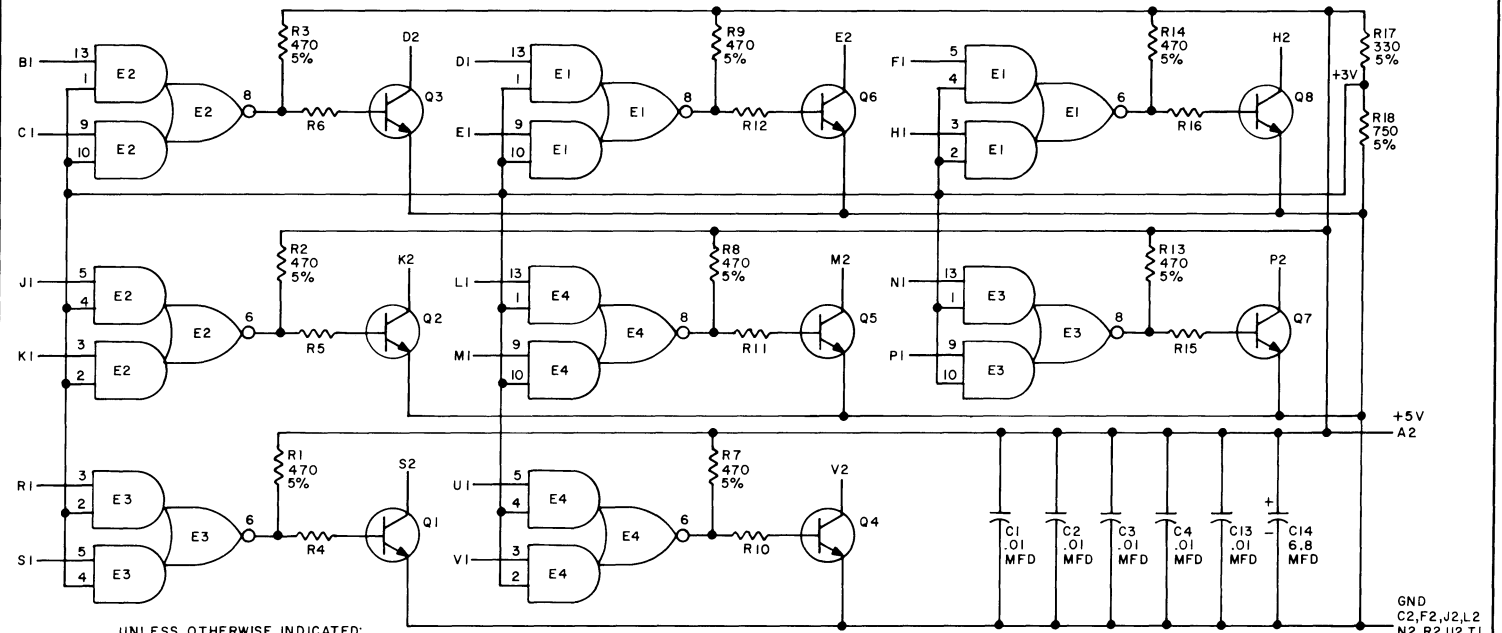 R3 470 5%
D2
R9 470 5%
E2
R14 470 5%
H2
R17 330 5%
B1 13 E2
1
E2 8
R6
Q3
C1 9 E2
10
D1 13 E1
1
E1 8
R12
Q6
E1 9 E1
10
F1 5 E1
4
E1 6
R16
Q8
H1 3 E1
2
+3V
R18 750 5%
R2 470 5%
K2
R8 470 5%
M2
R13 470 5%
P2
J1 5 E2
4
E2 6
R5
Q2
K1 3 E2
2
L1 13 E4
1
E4 8
R11
Q5
M1 9 E4
10
N1 13 E3
1
E3 8
R15
Q7
P1 9 E3
10
+5V
A2
R1 470 5%
S2
R7 470 5%
V2
R1 3 E3
2
E3 6
R4
Q1
S1 5 E3
4
U1 5 E4
4
E4 6
R10
Q4
V1 3 E4
2
C1 .01 MFD
C2 .01 MFD
C3 .01 MFD
C4 .01 MFD
C13 .01 MFD
+
-
C14 6.8 MFD
GND
C2,F2,J2,L2
N2,R2,U2,T1
UNLESS OTHERWISE INDICATED: